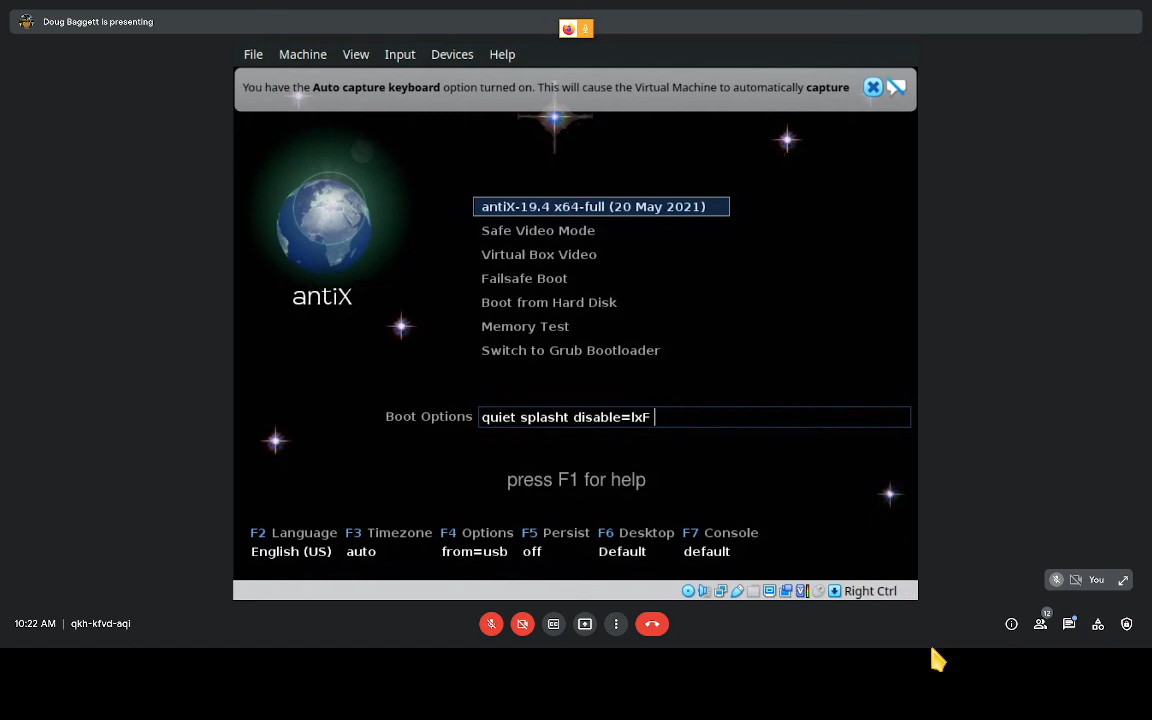 Doug Baggett is presenting
File Machine View Input Devices Help
You have the Auto capture keyboard option turned on. This will cause the Virtual Machine to automatically capture
antiX-19.4 x64-full (20 May 2021)
Safe Video Mode
Virtual Box Video
Failsafe Boot
Boot from Hard Disk
Memory Test
Switch to Grub Bootloader
antiX
Boot Options quiet splasht disable=lxF
press F1 for help
F2 Language F3 Timezone F4 Options F5 Persist F6 Desktop F7 Console
English (US) auto from=usb off Default default
You
Right Ctrl
10:22 AM | qkh-kfvd-aqi
12